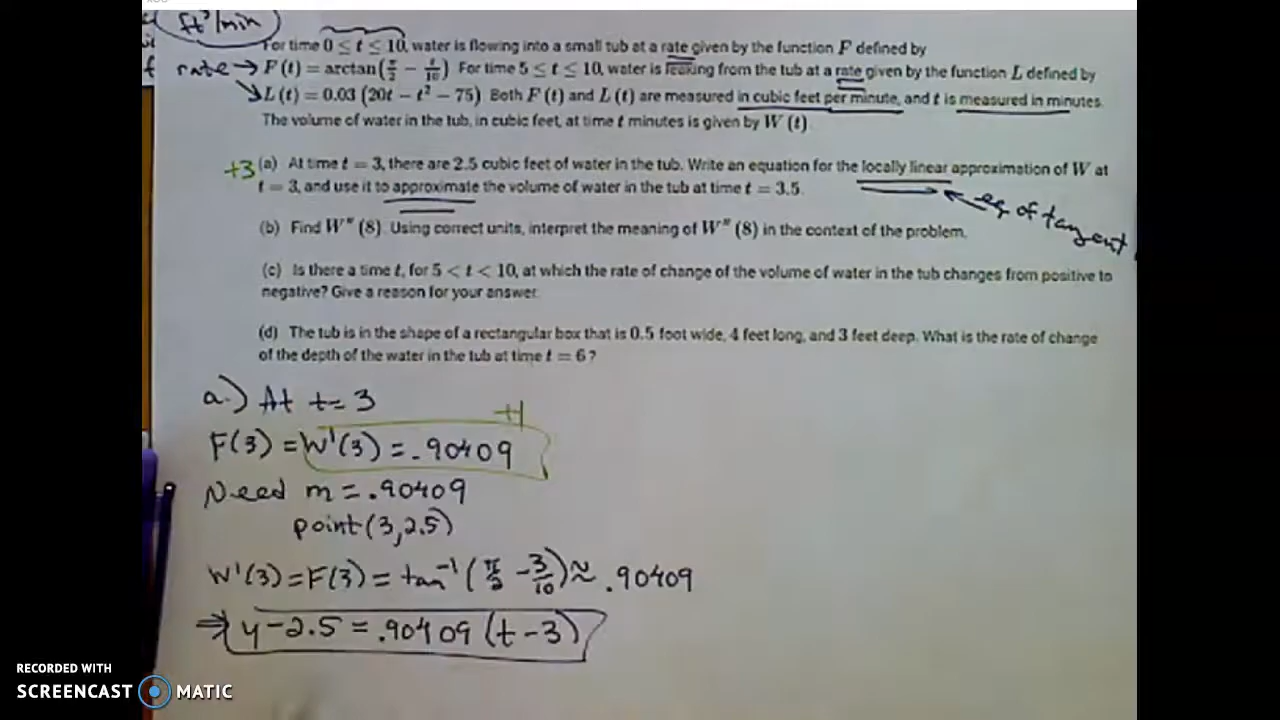 ft³/min
For time 0 ≤ t ≤ 10, water is flowing into a small tub at a rate given by the function F defined by
rate → F(t) = arctan(π/2 − t/10) For time 5 ≤ t ≤ 10, water is leaking from the tub at a rate given by the function L defined by
L(t) = 0.03 (20t − t² − 75) Both F(t) and L(t) are measured in cubic feet per minute, and t is measured in minutes.
The volume of water in the tub, in cubic feet, at time t minutes is given by W(t)
+3 (a) At time t = 3, there are 2.5 cubic feet of water in the tub. Write an equation for the locally linear approximation of W at
t = 3, and use it to approximate the volume of water in the tub at time t = 3.5.
← eq of tangent
(b) Find W"(8). Using correct units, interpret the meaning of W"(8) in the context of the problem.
(c) Is there a time t, for 5 < t < 10, at which the rate of change of the volume of water in the tub changes from positive to
negative? Give a reason for your answer.
(d) The tub is in the shape of a rectangular box that is 0.5 foot wide, 4 feet long, and 3 feet deep. What is the rate of change
of the depth of the water in the tub at time t = 6?
a.) At t = 3
+1
F(3) = W'(3) = .90409
Need m = .90409
point (3, 2.5)
W'(3) = F(3) = tan⁻¹(π/2 − 3/10) ≈ .90409
⇒ y − 2.5 = .90409 (t − 3)
RECORDED WITH
SCREENCAST MATIC